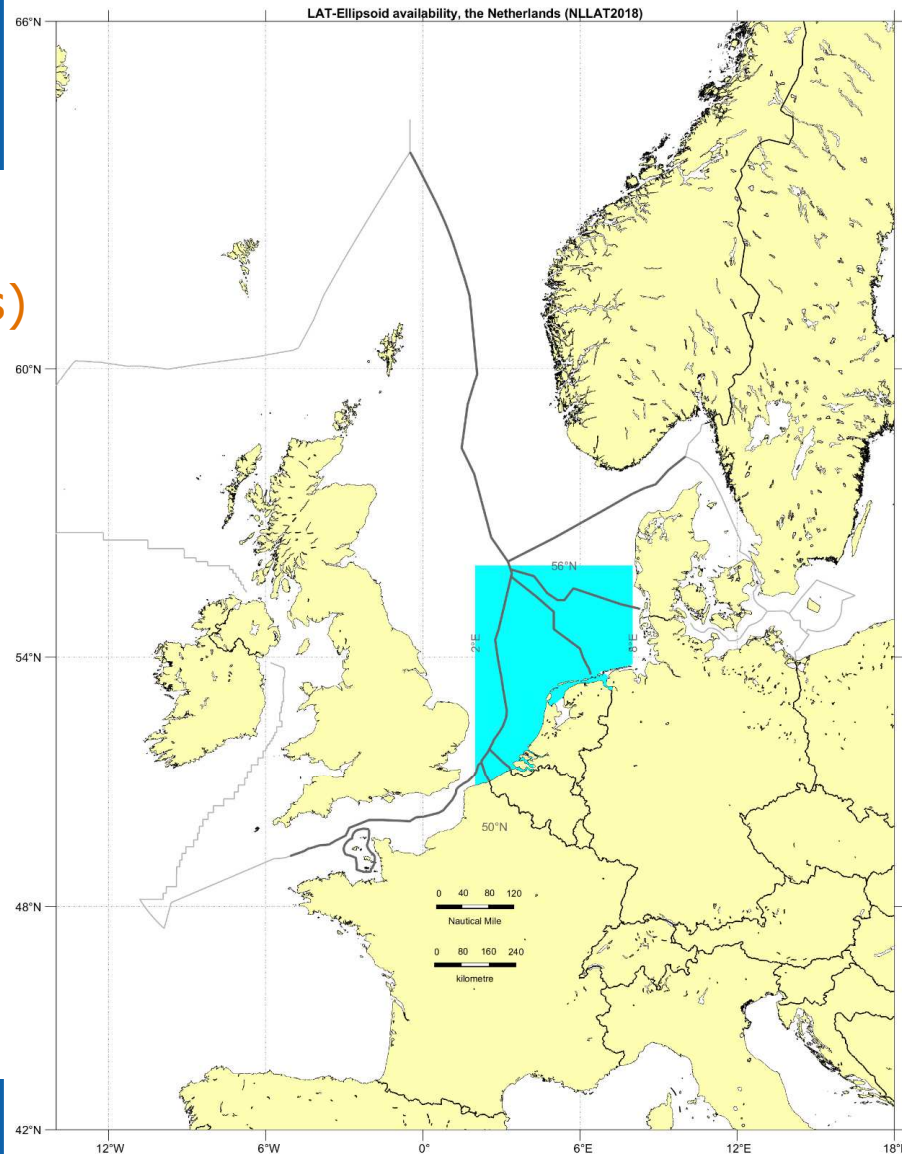 LAT-Ellipsoid availability, the Netherlands (NLLAT2018)
66°N
s)
60°N
56°N
2°E
8°E
54°N
50°N
0 40 80 120
Nautical Mile
48°N
0 80 160 240
kilometre
42°N
12°W 6°W 0° 6°E 12°E 18°E